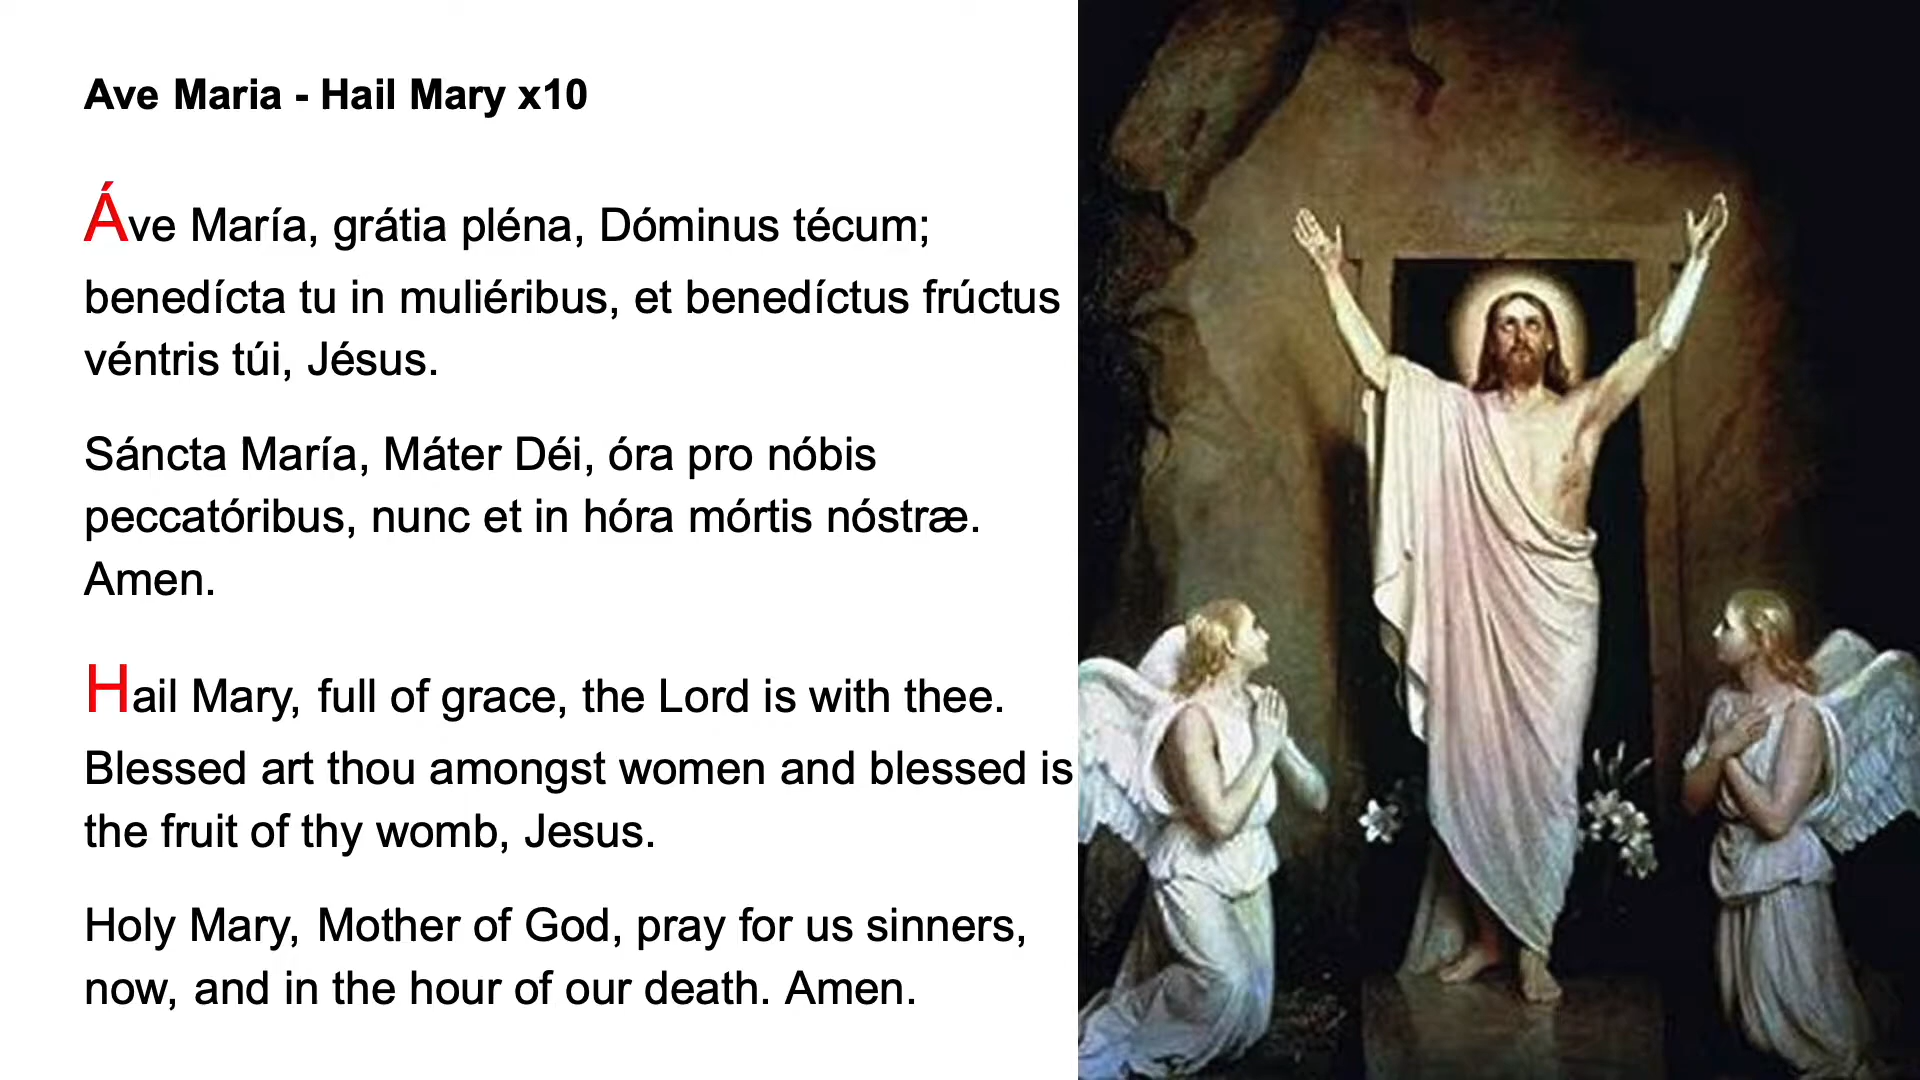 Ave Maria - Hail Mary x10
Áve María, grátia pléna, Dóminus técum;
benedícta tu in muliéribus, et benedíctus frúctus
véntris túi, Jésus.
Sáncta María, Máter Déi, óra pro nóbis
peccatóribus, nunc et in hóra mórtis nóstræ.
Amen.
Hail Mary, full of grace, the Lord is with thee.
Blessed art thou amongst women and blessed is
the fruit of thy womb, Jesus.
Holy Mary, Mother of God, pray for us sinners,
now, and in the hour of our death. Amen.